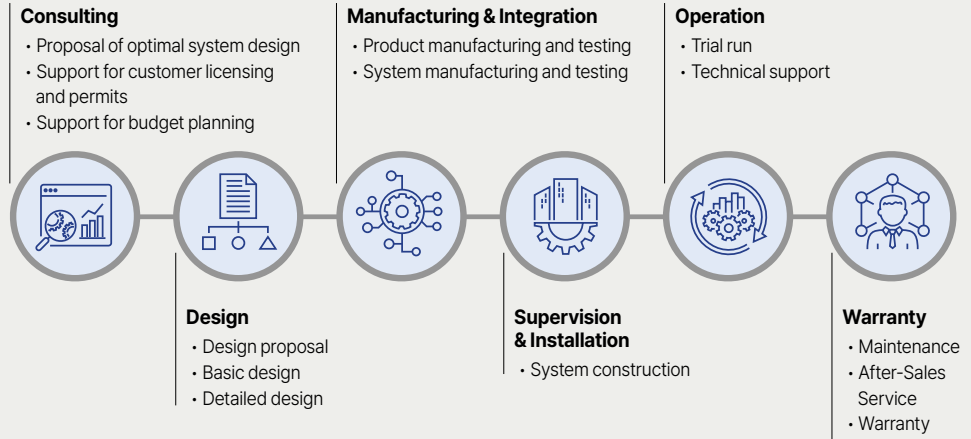 Consulting
· Proposal of optimal system design
· Support for customer licensing
and permits
· Support for budget planning
Design
· Design proposal
· Basic design
· Detailed design
Manufacturing & Integration
· Product manufacturing and testing
· System manufacturing and testing
Supervision
& Installation
· System construction
Operation
· Trial run
· Technical support
Warranty
· Maintenance
· After-Sales
Service
· Warranty